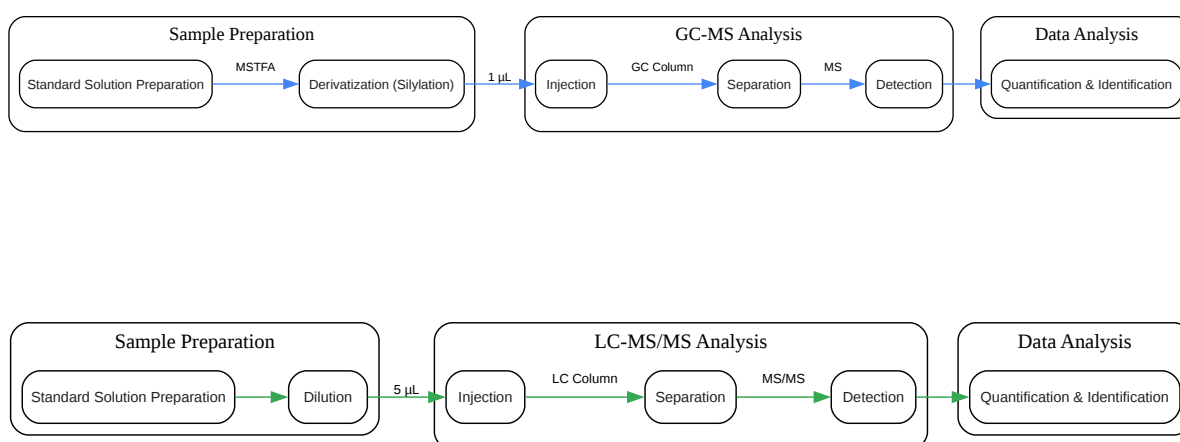 Sample Preparation
GC-MS Analysis
Data Analysis
Standard Solution Preparation
MSTFA
Derivatization (Silylation)
1 µL
Injection
GC Column
Separation
MS
Detection
Quantification & Identification
Sample Preparation
LC-MS/MS Analysis
Data Analysis
Standard Solution Preparation
Dilution
5 µL
Injection
LC Column
Separation
MS/MS
Detection
Quantification & Identification